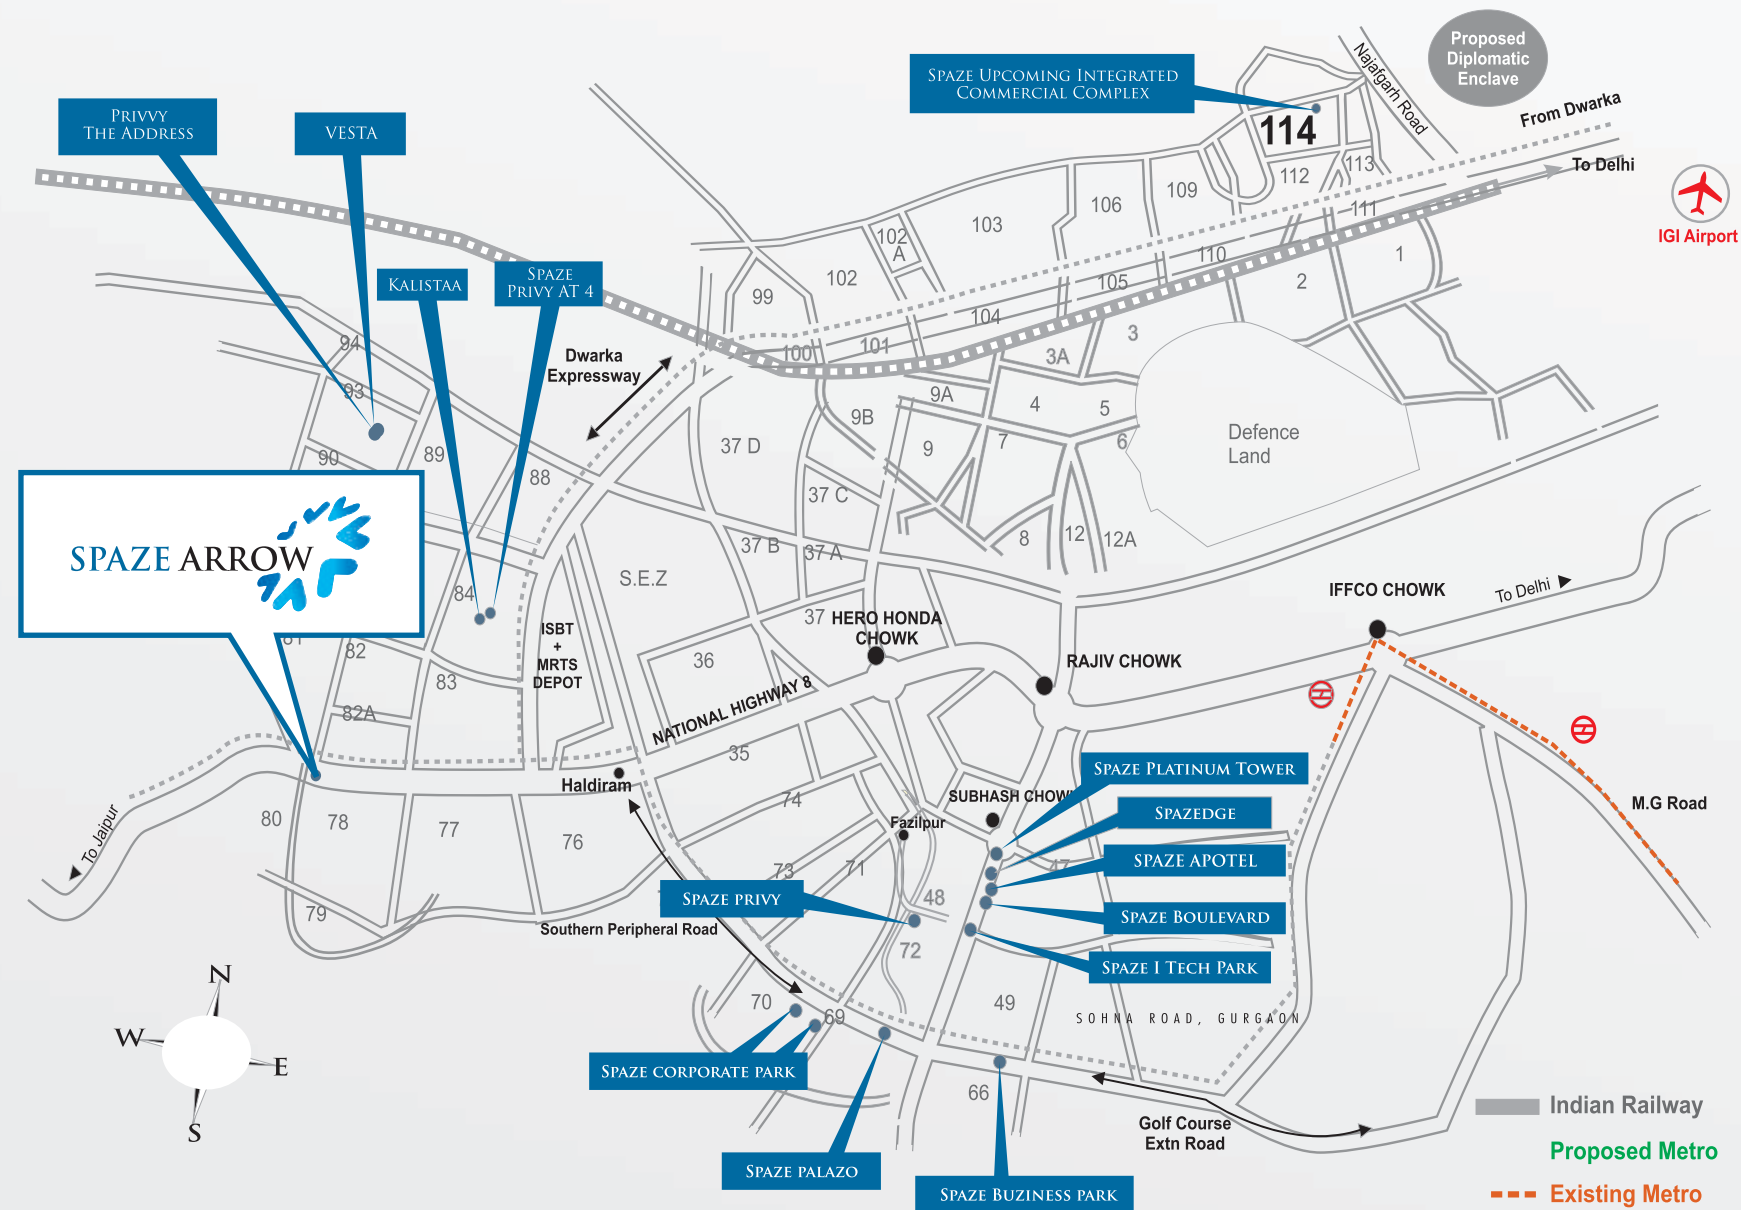 Proposed
Diplomatic
Enclave
Najafgarh Road
SPAZE UPCOMING INTEGRATED
COMMERCIAL COMPLEX
From Dwarka
PRIVVY
THE ADDRESS
VESTA
114
To Delhi
113
112
109
106
111
103
102
A
IGI Airport
110
1
102
105
2
KALISTAA
SPAZE
PRIVY AT 4
99
104
3
94
100
101
3A
Dwarka
Expressway
93
9A
4
5
9B
Defence
Land
90
89
37 D
9
7
6
88
37 C
SPAZE ARROW
37 B
37 A
8
12
12A
S.E.Z
84
IFFCO CHOWK
To Delhi
37
HERO HONDA
CHOWK
ISBT
+
MRTS
DEPOT
81
82
36
RAJIV CHOWK
83
82A
NATIONAL HIGHWAY 8
35
SPAZE PLATINUM TOWER
Haldiram
74
SUBHASH CHOWK
M.G Road
80
78
77
76
Fazilpur
SPAZEDGE
To Jaipur
73
71
47
SPAZE APOTEL
SPAZE PRIVY
48
79
SPAZE BOULEVARD
Southern Peripheral Road
72
SPAZE I TECH PARK
N
W
E
S
70
69
49
SOHNA ROAD, GURGAON
SPAZE CORPORATE PARK
66
Golf Course
Extn Road
Indian Railway
Proposed Metro
Existing Metro
SPAZE PALAZO
SPAZE BUZINESS PARK